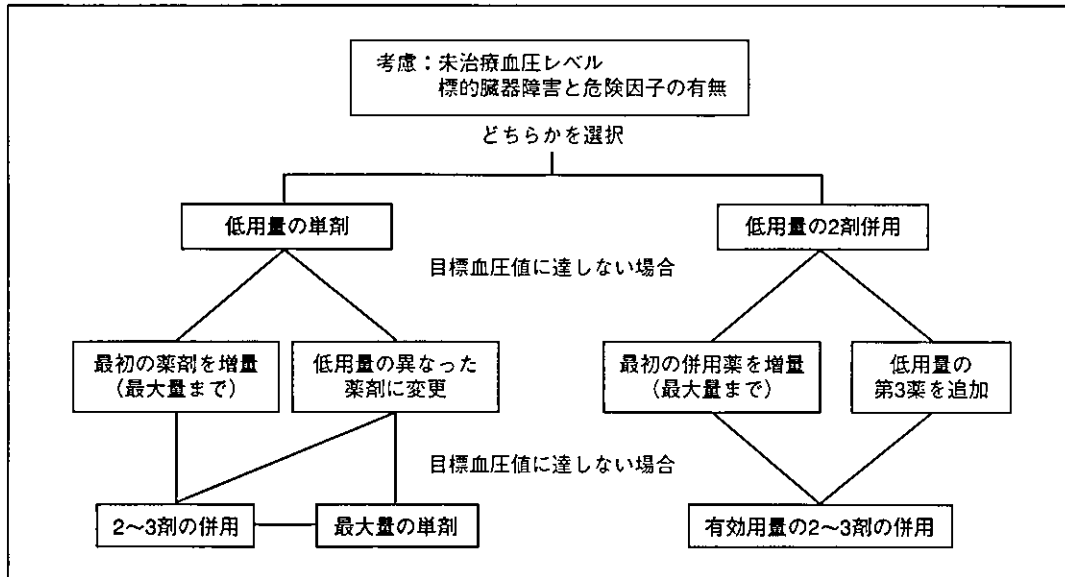 考慮：未治療血圧レベル
標的臓器障害と危険因子の有無
どちらかを選択
低用量の単剤
低用量の2剤併用
目標血圧値に達しない場合
最初の薬剤を増量
（最大量まで）
低用量の異なった
薬剤に変更
最初の併用薬を増量
（最大量まで）
低用量の
第3薬を追加
目標血圧値に達しない場合
2〜3剤の併用
最大量の単剤
有効用量の2〜3剤の併用